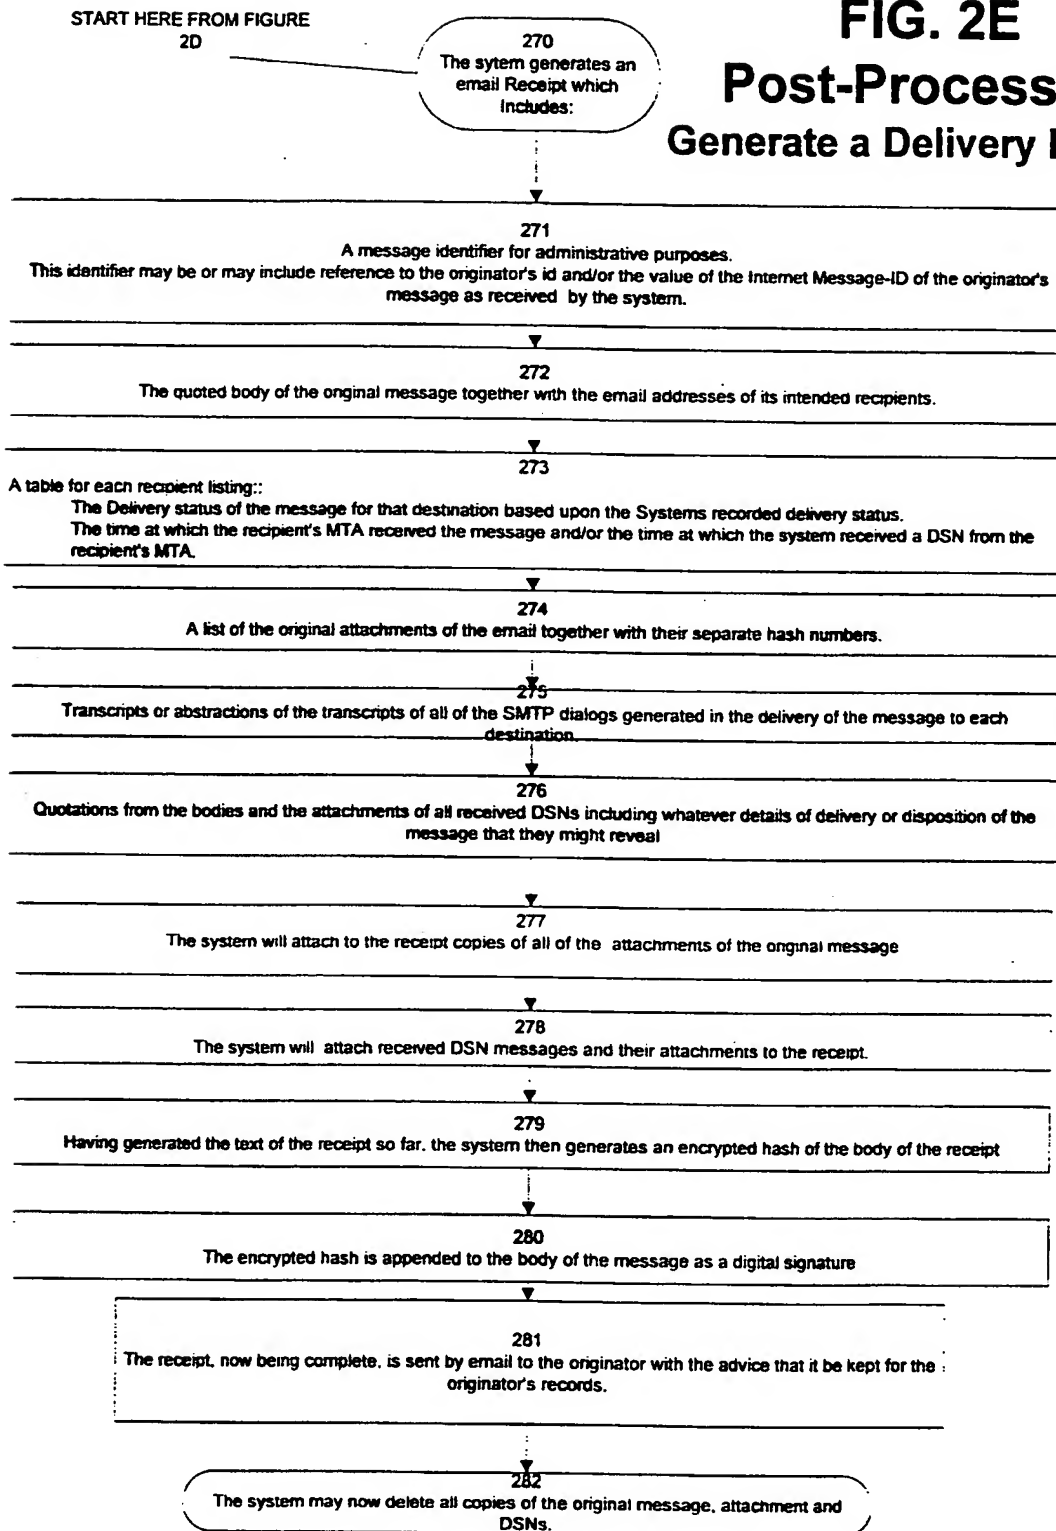 START HERE FROM FIGURE
2D
FIG. 2E
Post-Process
Generate a Delivery
270
The sytem generates an
email Receipt which
Includes:
271
A message identifier for administrative purposes.
This identifier may be or may include reference to the originator's id and/or the value of the Internet Message-ID of the originator's
message as received by the system.
272
The quoted body of the original message together with the email addresses of its intended recipients.
273
A table for each recipient listing::
The Delivery status of the message for that destination based upon the Systems recorded delivery status.
The time at which the recipient's MTA received the message and/or the time at which the system received a DSN from the
recipient's MTA.
274
A list of the original attachments of the email together with their separate hash numbers.
275
Transcripts or abstractions of the transcripts of all of the SMTP dialogs generated in the delivery of the message to each
destination.
276
Quotations from the bodies and the attachments of all received DSNs including whatever details of delivery or disposition of the
message that they might reveal
277
The system will attach to the receipt copies of all of the attachments of the original message
278
The system will attach received DSN messages and their attachments to the receipt.
279
Having generated the text of the receipt so far, the system then generates an encrypted hash of the body of the receipt
280
The encrypted hash is appended to the body of the message as a digital signature
281
The receipt, now being complete, is sent by email to the originator with the advice that it be kept for the
originator's records.
282
The system may now delete all copies of the original message, attachment and
DSNs.